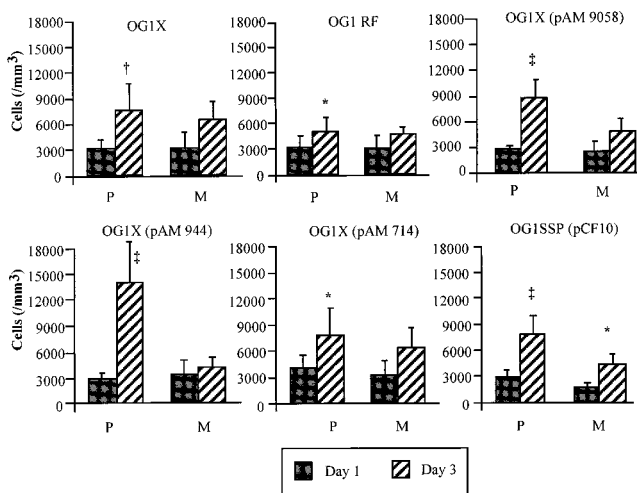 OG1X
OG1 RF
OG1X (pAM 9058)
Cells (/mm3)
18000
15000
12000
9000
6000
3000
0
†
P
M
18000
15000
12000
9000
6000
3000
0
*
P
M
18000
15000
12000
9000
6000
3000
0
‡
P
M
OG1X (pAM 944)
OG1X (pAM 714)
OG1SSP (pCF10)
Cells (/mm3)
18000
15000
12000
9000
6000
3000
0
‡
P
M
18000
15000
12000
9000
6000
3000
0
*
P
M
18000
15000
12000
9000
6000
3000
0
‡
*
P
M
Day 1
Day 3